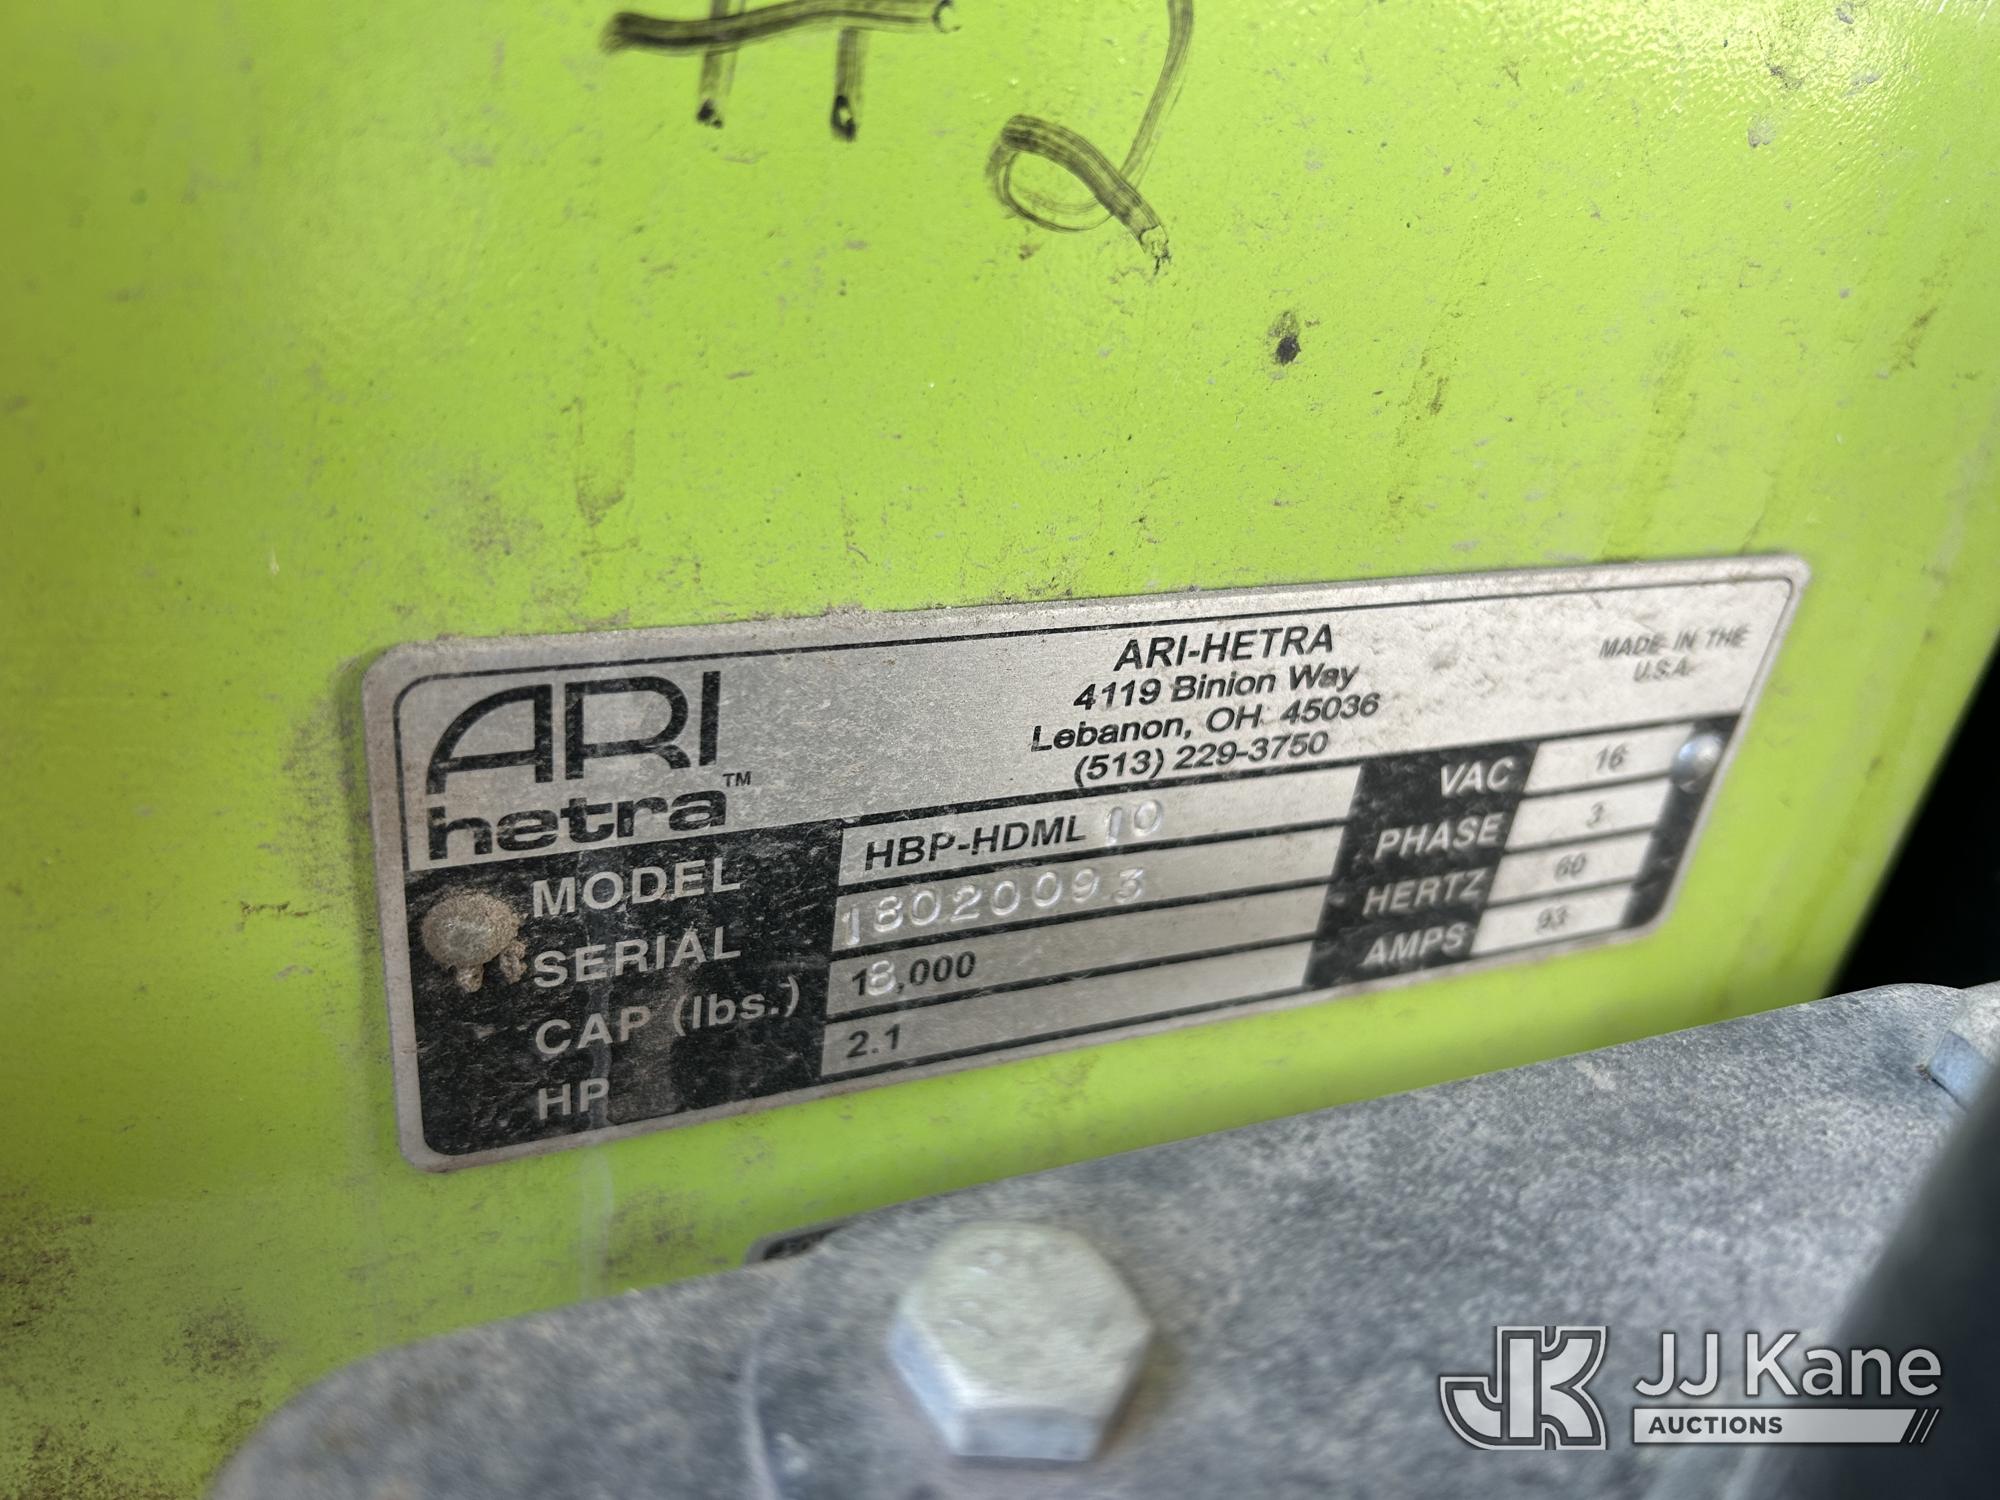 #2
ARI
hetra™
ARI-HETRA
4119 Binion Way
Lebanon, OH 45036
(513) 229-3750
MADE IN THE
U.S.A.
MODEL HBP-HDML 10
SERIAL 18020093
CAP (lbs.) 18,000
HP 2.1
VAC 16
PHASE 3
HERTZ 60
AMPS 93
JK JJ Kane
AUCTIONS